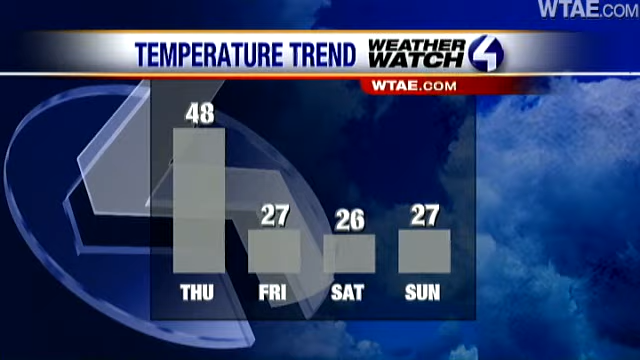 WTAE.COM
TEMPERATURE TREND WEATHER WATCH 4
WTAE.COM
48
27 26 27
THU FRI SAT SUN